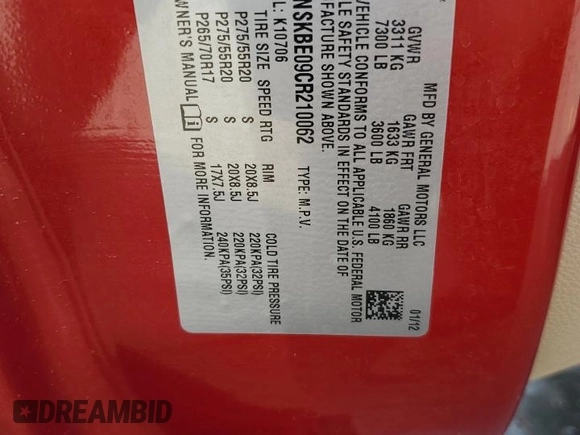 MFD BY GENERAL MOTORS LLC
01/12
GVWR GAWR FRT GAWR RR
3311 KG 1633 KG 1860 KG
7300 LB 3600 LB 4100 LB
VEHICLE CONFORMS TO ALL APPLICABLE U.S. FEDERAL MOTOR
LE SAFETY STANDARDS IN EFFECT ON THE DATE OF
FACTURE SHOWN ABOVE.
NSKBE09CR210062 TYPE: M.P.V.
L: K10706
TIRE SIZE SPEED RTG RIM COLD TIRE PRESSURE
P275/55R20 S 20X8.5J 220KPA(32PSI)
P275/55R20 S 20X8.5J 220KPA(32PSI)
P265/70R17 S 17X7.5J 240KPA(35PSI)
WNER'S MANUAL FOR MORE INFORMATION.
DREAMBID